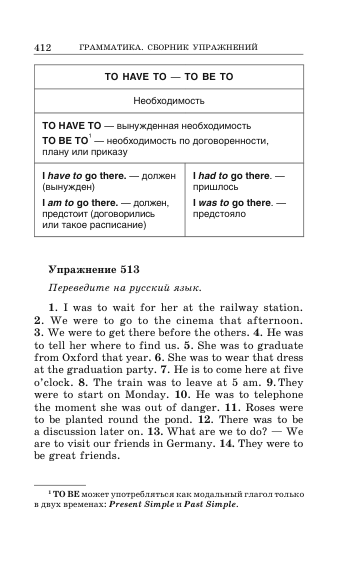 412 ГРАММАТИКА. СБОРНИК УПРАЖНЕНИЙ
TO HAVE TO — TO BE TO
Необходимость
TO HAVE TO — вынужденная необходимость
TO BE TO¹ — необходимость по договоренности,
плану или приказу
I have to go there. — должен
(вынужден)
I am to go there. — должен,
предстоит (договорились
или такое расписание)
I had to go there. —
пришлось
I was to go there. —
предстояло
Упражнение 513
Переведите на русский язык.
1. I was to wait for her at the railway station.
2. We were to go to the cinema that afternoon.
3. We were to get there before the others. 4. He was
to tell her where to find us. 5. She was to graduate
from Oxford that year. 6. She was to wear that dress
at the graduation party. 7. He is to come here at five
o'clock. 8. The train was to leave at 5 am. 9. They
were to start on Monday. 10. He was to telephone
the moment she was out of danger. 11. Roses were
to be planted round the pond. 12. There was to be
a discussion later on. 13. What are we to do? — We
are to visit our friends in Germany. 14. They were to
be great friends.
¹ TO BE может употребляться как модальный глагол только
в двух временах: Present Simple и Past Simple.